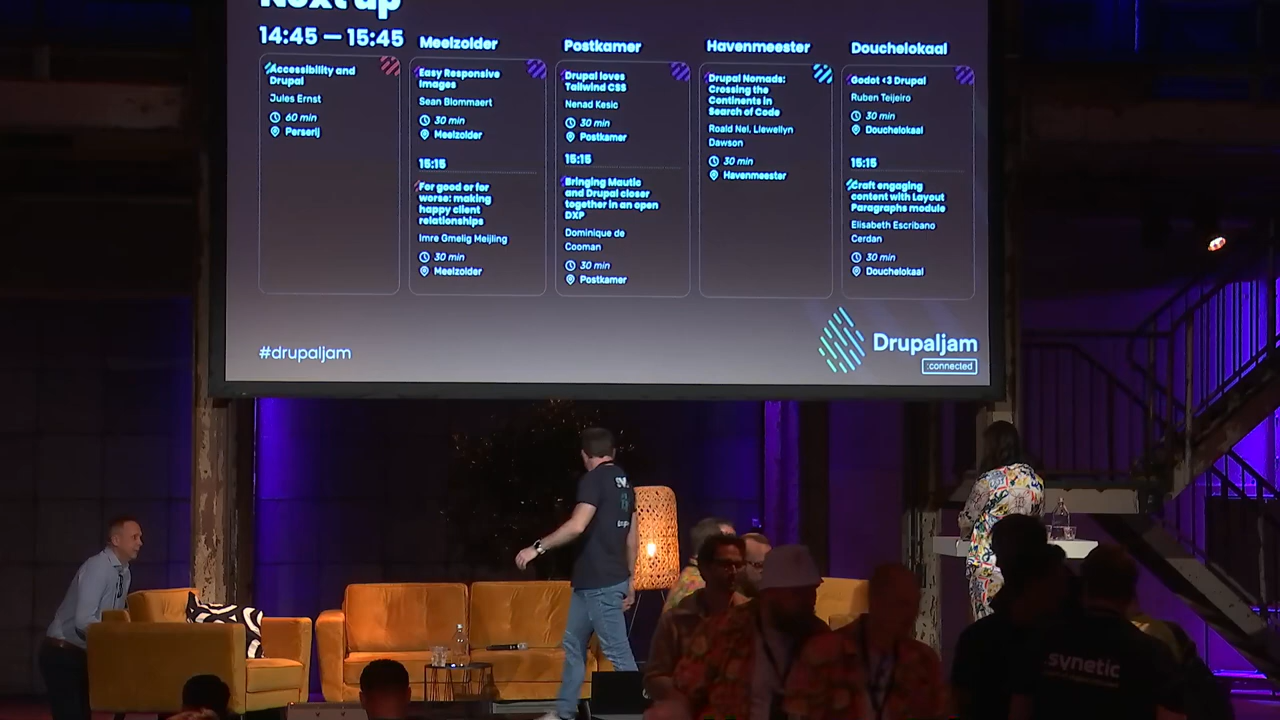 Next up
14:45 — 15:45
Accessibility and
Drupal
Jules Ernst
60 min
Perserij
Meelzolder
Easy Responsive
Images
Sean Blommaert
30 min
Meelzolder
15:15
For good or for
worse: making
happy client
relationships
Imre Gmelig Meijling
30 min
Meelzolder
Postkamer
Drupal loves
Tailwind CSS
Nenad Kesic
30 min
Postkamer
15:15
Bringing Mautic
and Drupal closer
together in an open
DXP
Dominique de
Cooman
30 min
Postkamer
Havenmeester
Drupal Nomads:
Crossing the
Continents in
Search of Code
Roald Nel, Llewellyn
Dawson
30 min
Havenmeester
Douchelokaal
Godot <3 Drupal
Ruben Teijeiro
30 min
Douchelokaal
15:15
Craft engaging
content with Layout
Paragraphs module
Elisabeth Escribano
Cerdan
30 min
Douchelokaal
#drupaljam
Drupaljam
:connected
.synetic